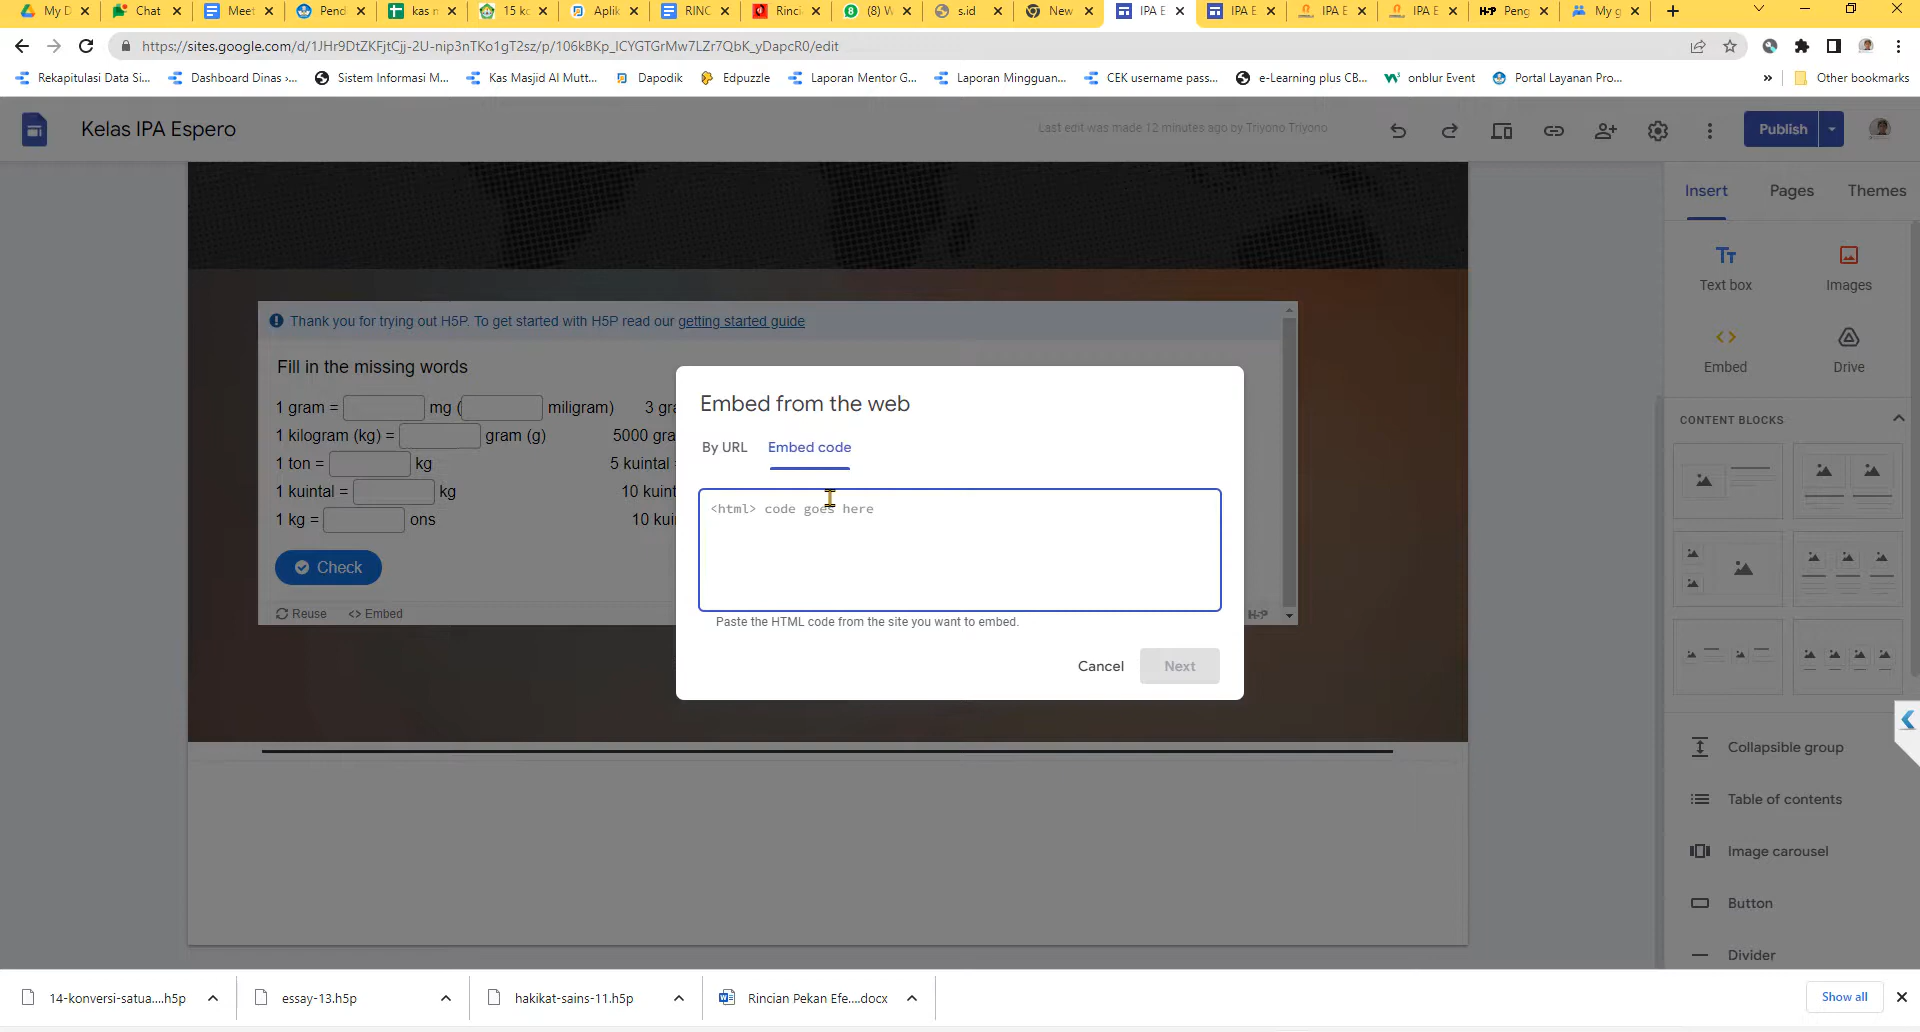 My D
Chat
Meet
Pend
kas n
15 kc
Aplik
RINC
Rinci
(8) W
s.id
New
IPA E
IPA E
IPA E
IPA E
H-P Peng
My g
https://sites.google.com/d/1JHr9DtZKFjtCjj-2U-nip3nTKo1gT2sz/p/106kBKp_ICYGTGrMw7LZr7QbK_yDapcR0/edit
Rekapitulasi Data Si...
Dashboard Dinas ›...
Sistem Informasi M...
Kas Masjid Al Mutt...
Dapodik
Edpuzzle
Laporan Mentor G...
Laporan Mingguan...
CEK username pass...
e-Learning plus CB...
onblur Event
Portal Layanan Pro...
»
Other bookmarks
Kelas IPA Espero
Last edit was made 12 minutes ago by Triyono Triyono
Publish
Insert
Pages
Themes
Tт
Text box
Images
Embed
Drive
CONTENT BLOCKS
Thank you for trying out H5P. To get started with H5P read our getting started guide
Fill in the missing words
1 gram = mg ( miligram) 3 gra
1 kilogram (kg) = gram (g) 5000 gra
1 ton = kg 5 kuintal =
1 kuintal = kg 10 kuint
1 kg = ons 10 kui
Check
Reuse
<> Embed
H-P
Embed from the web
By URL
Embed code
<html> code goes here
Paste the HTML code from the site you want to embed.
Cancel
Next
Collapsible group
Table of contents
Image carousel
Button
Divider
14-konversi-satua....h5p
essay-13.h5p
hakikat-sains-11.h5p
Rincian Pekan Efe....docx
Show all